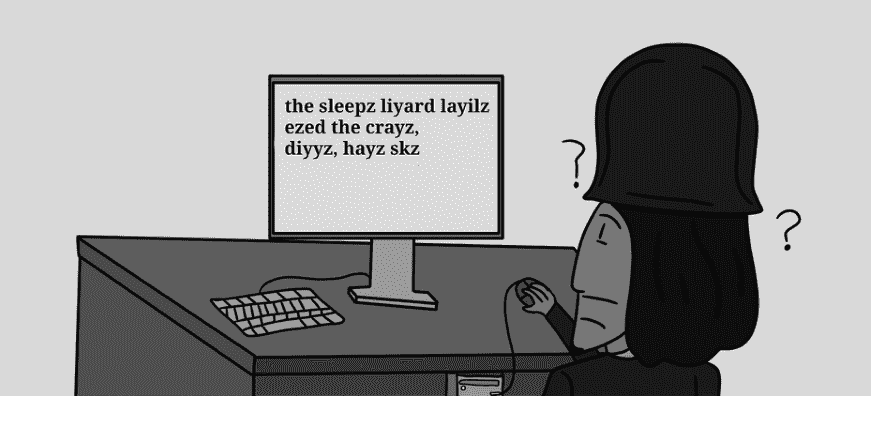 the sleepz liyard layilz
ezed the crayz,
diyyz, hayz skz
?
?